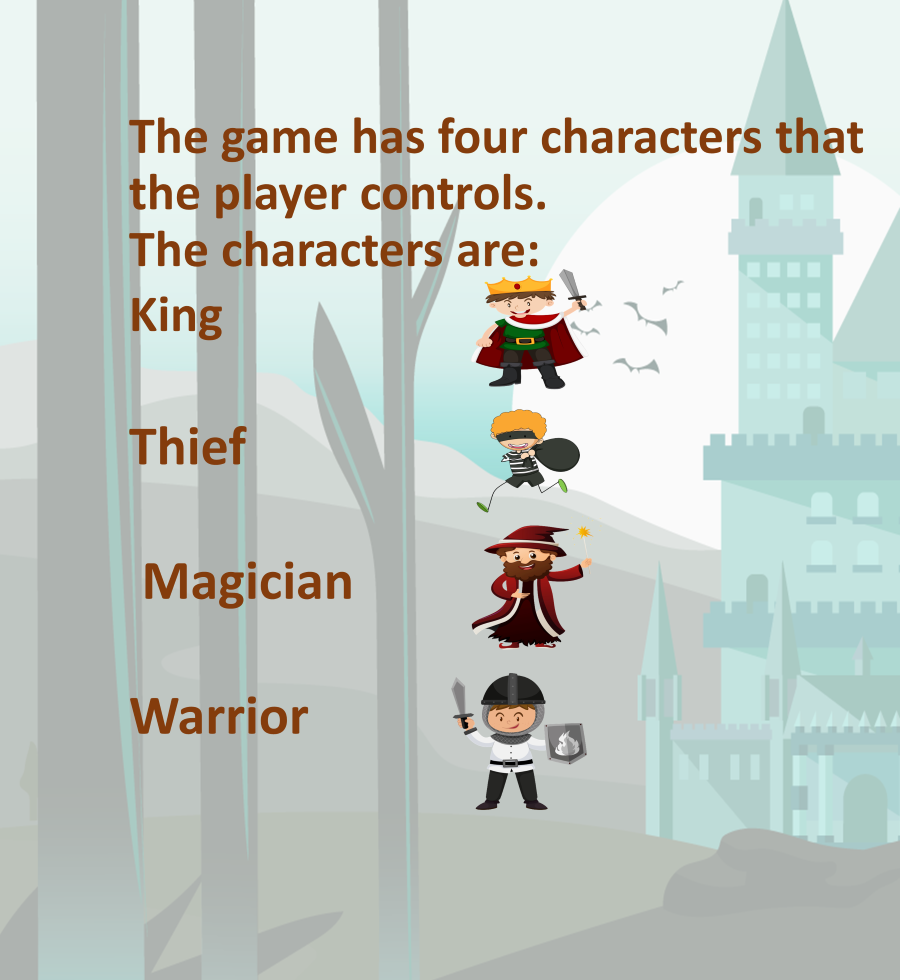 The game has four characters that
the player controls.
The characters are:
King
Thief
Magician
Warrior